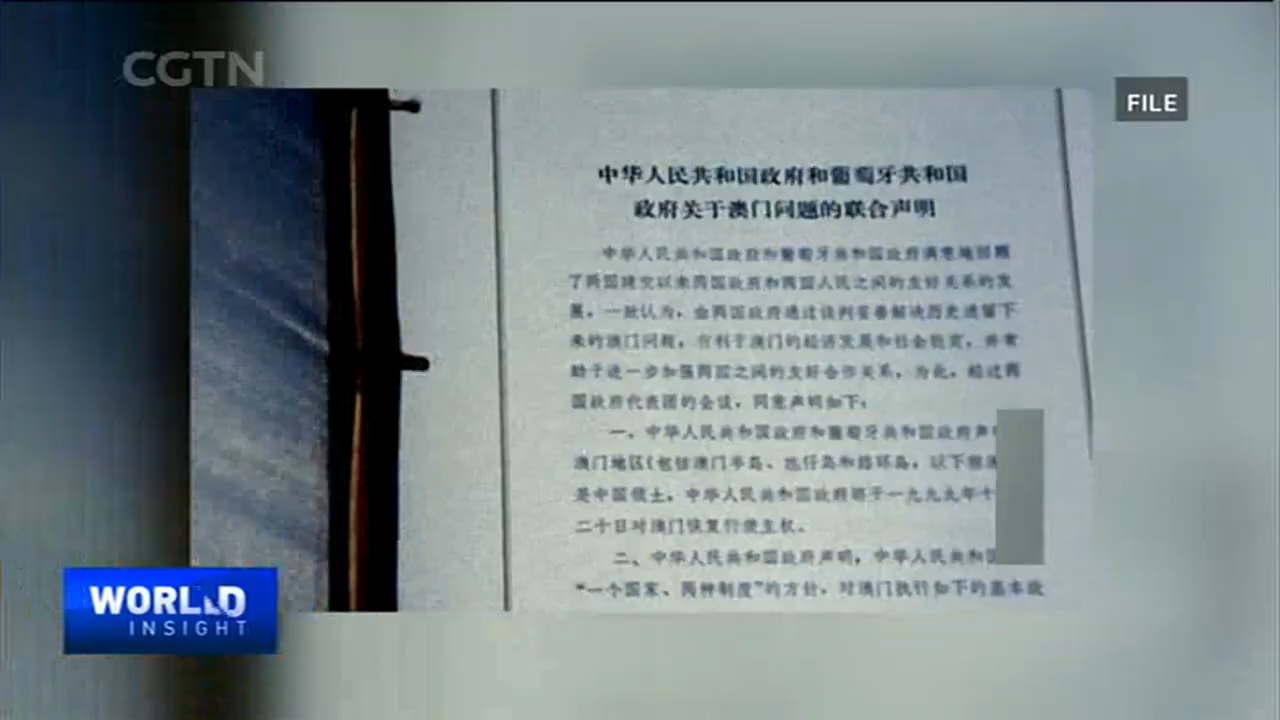 CGTN
FILE
中华人民共和国政府和葡萄牙共和国
政府关于澳门问题的联合声明
中华人民共和国政府和葡萄牙共和国政府满意地回顾
了两国建交以来两国政府和两国人民之间的友好关系的发
展，一致认为，由两国政府通过谈判妥善解决历史遗留下
来的澳门问题，有利于澳门的经济发展和社会稳定，并有
助于进一步加强两国之间的友好合作关系，为此，经过两
国政府代表团的会谈，同意声明如下：
一、中华人民共和国政府和葡萄牙共和国政府声
澳门地区（包括澳门半岛、氹仔岛和路环岛，以下称
是中国领土，中华人民共和国政府将于一九九九年十
二十日对澳门恢复行使主权。
二、中华人民共和国政府声明，中华人民共和
“一个国家、两种制度”的方针，对澳门执行如下的基本政
WORLD
INSIGHT